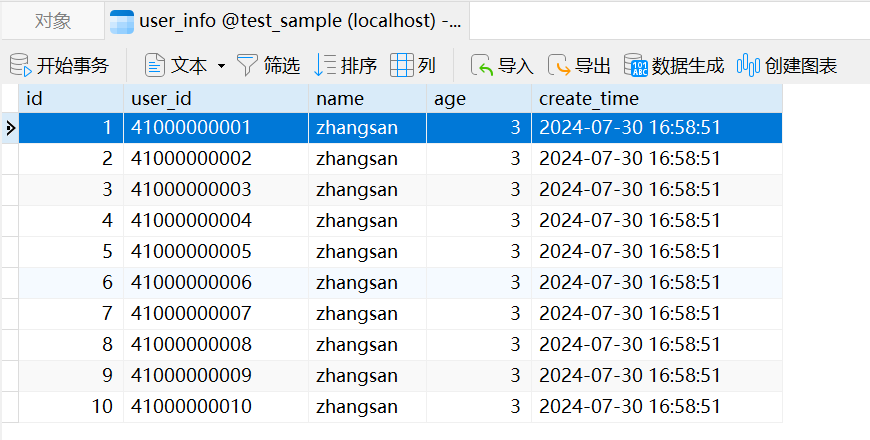 对象 user_info @test_sample (localhost) -...
开始事务 文本 筛选 排序 列 导入 导出 数据生成 创建图表
id user_id name age create_time
1 41000000001 zhangsan 3 2024-07-30 16:58:51
2 41000000002 zhangsan 3 2024-07-30 16:58:51
3 41000000003 zhangsan 3 2024-07-30 16:58:51
4 41000000004 zhangsan 3 2024-07-30 16:58:51
5 41000000005 zhangsan 3 2024-07-30 16:58:51
6 41000000006 zhangsan 3 2024-07-30 16:58:51
7 41000000007 zhangsan 3 2024-07-30 16:58:51
8 41000000008 zhangsan 3 2024-07-30 16:58:51
9 41000000009 zhangsan 3 2024-07-30 16:58:51
10 41000000010 zhangsan 3 2024-07-30 16:58:51